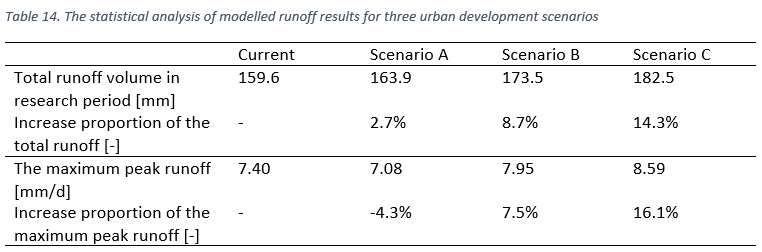 Table 14. The statistical analysis of modelled runoff results for three urban development scenarios
Current Scenario A Scenario B Scenario C
Total runoff volume in 159.6 163.9 173.5 182.5
research period [mm]
Increase proportion of the - 2.7% 8.7% 14.3%
total runoff [-]
The maximum peak runoff 7.40 7.08 7.95 8.59
[mm/d]
Increase proportion of the - -4.3% 7.5% 16.1%
maximum peak runoff [-]